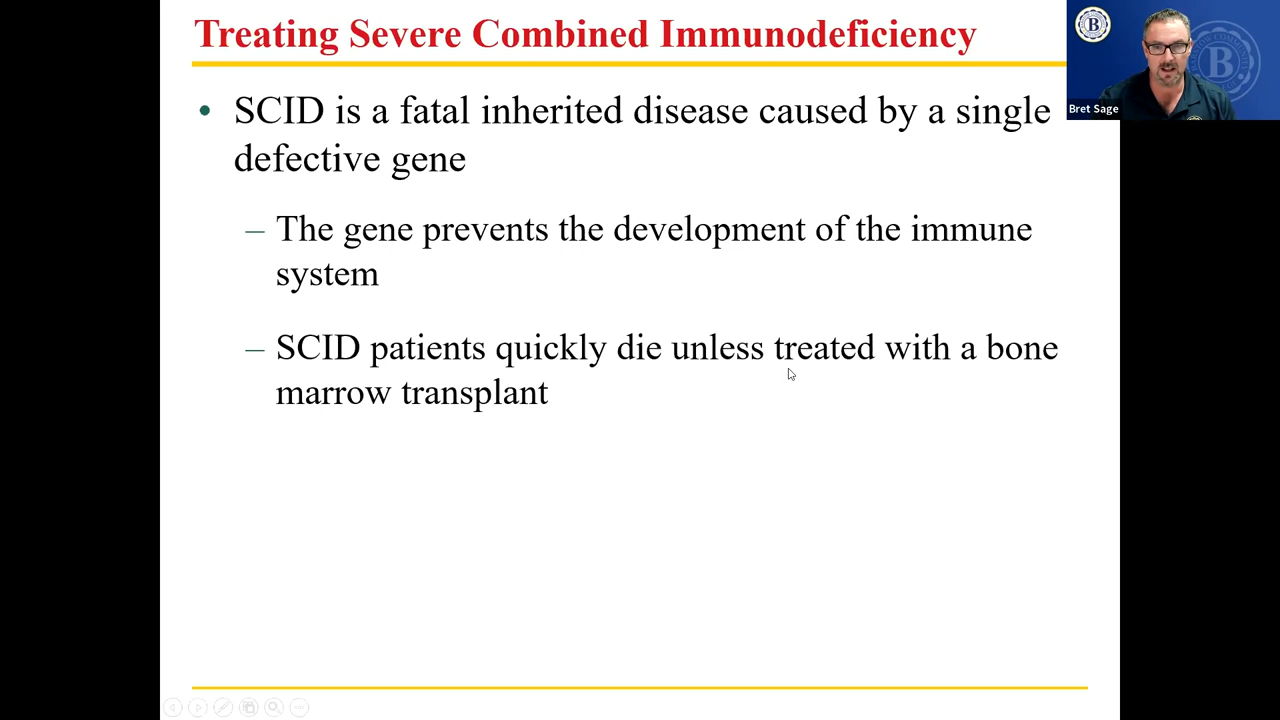 Treating Severe Combined Immunodeficiency
• SCID is a fatal inherited disease caused by a single
defective gene
– The gene prevents the development of the immune
system
– SCID patients quickly die unless treated with a bone
marrow transplant
B
B
Bret Sage